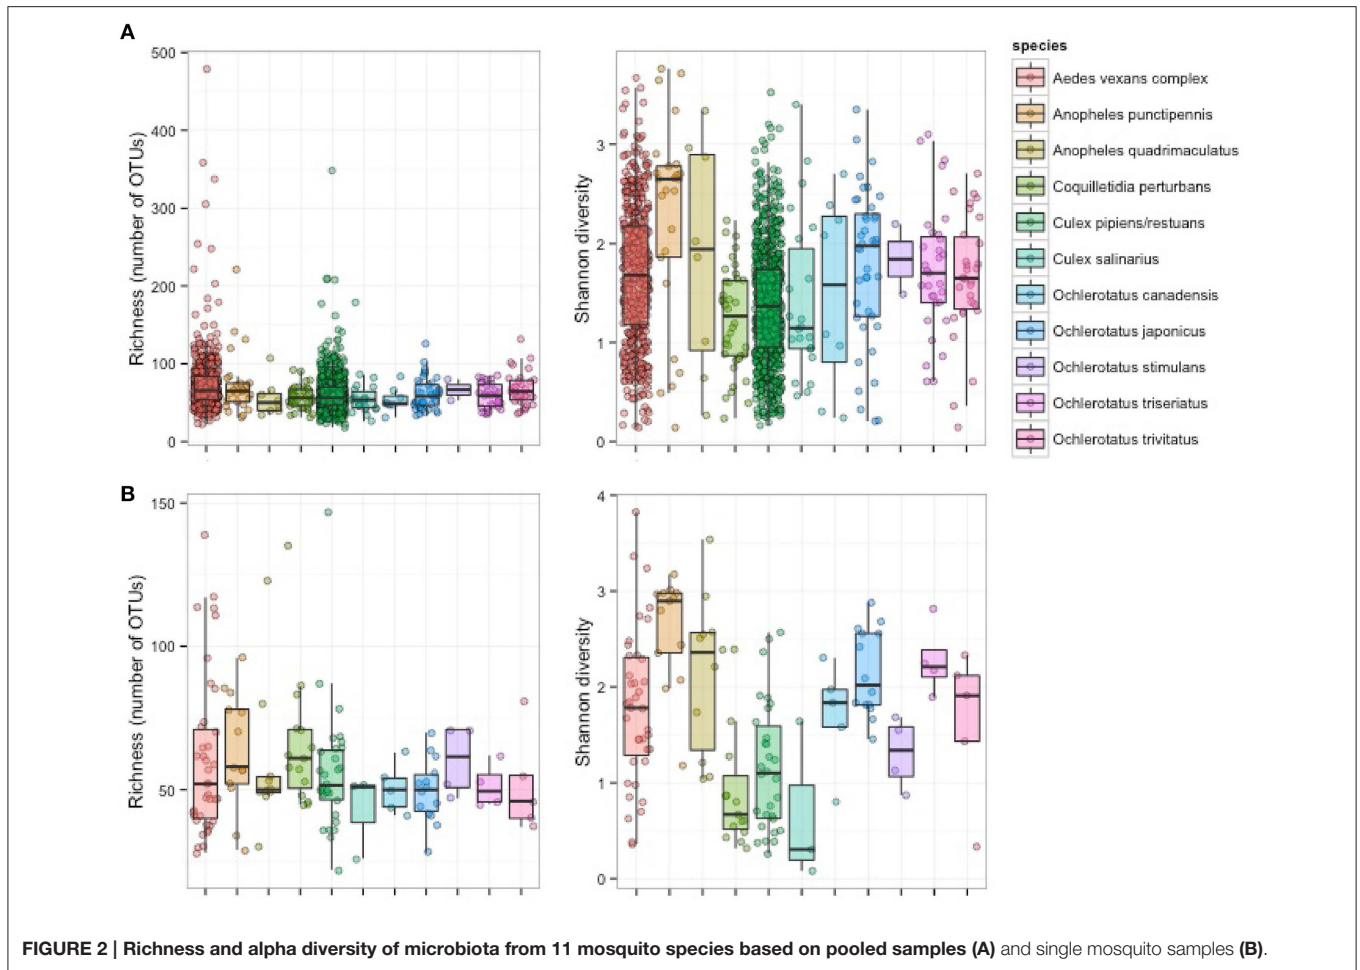 A
Richness (number of OTUs)
500
400
300
200
100
0
Shannon diversity
3
2
1
0
species
Aedes vexans complex
Anopheles punctipennis
Anopheles quadrimaculatus
Coquilletidia perturbans
Culex pipiens/restuans
Culex salinarius
Ochlerotatus canadensis
Ochlerotatus japonicus
Ochlerotatus stimulans
Ochlerotatus triseriatus
Ochlerotatus trivitatus
B
Richness (number of OTUs)
150
100
50
Shannon diversity
4
3
2
1
0
FIGURE 2 | Richness and alpha diversity of microbiota from 11 mosquito species based on pooled samples (A) and single mosquito samples (B).